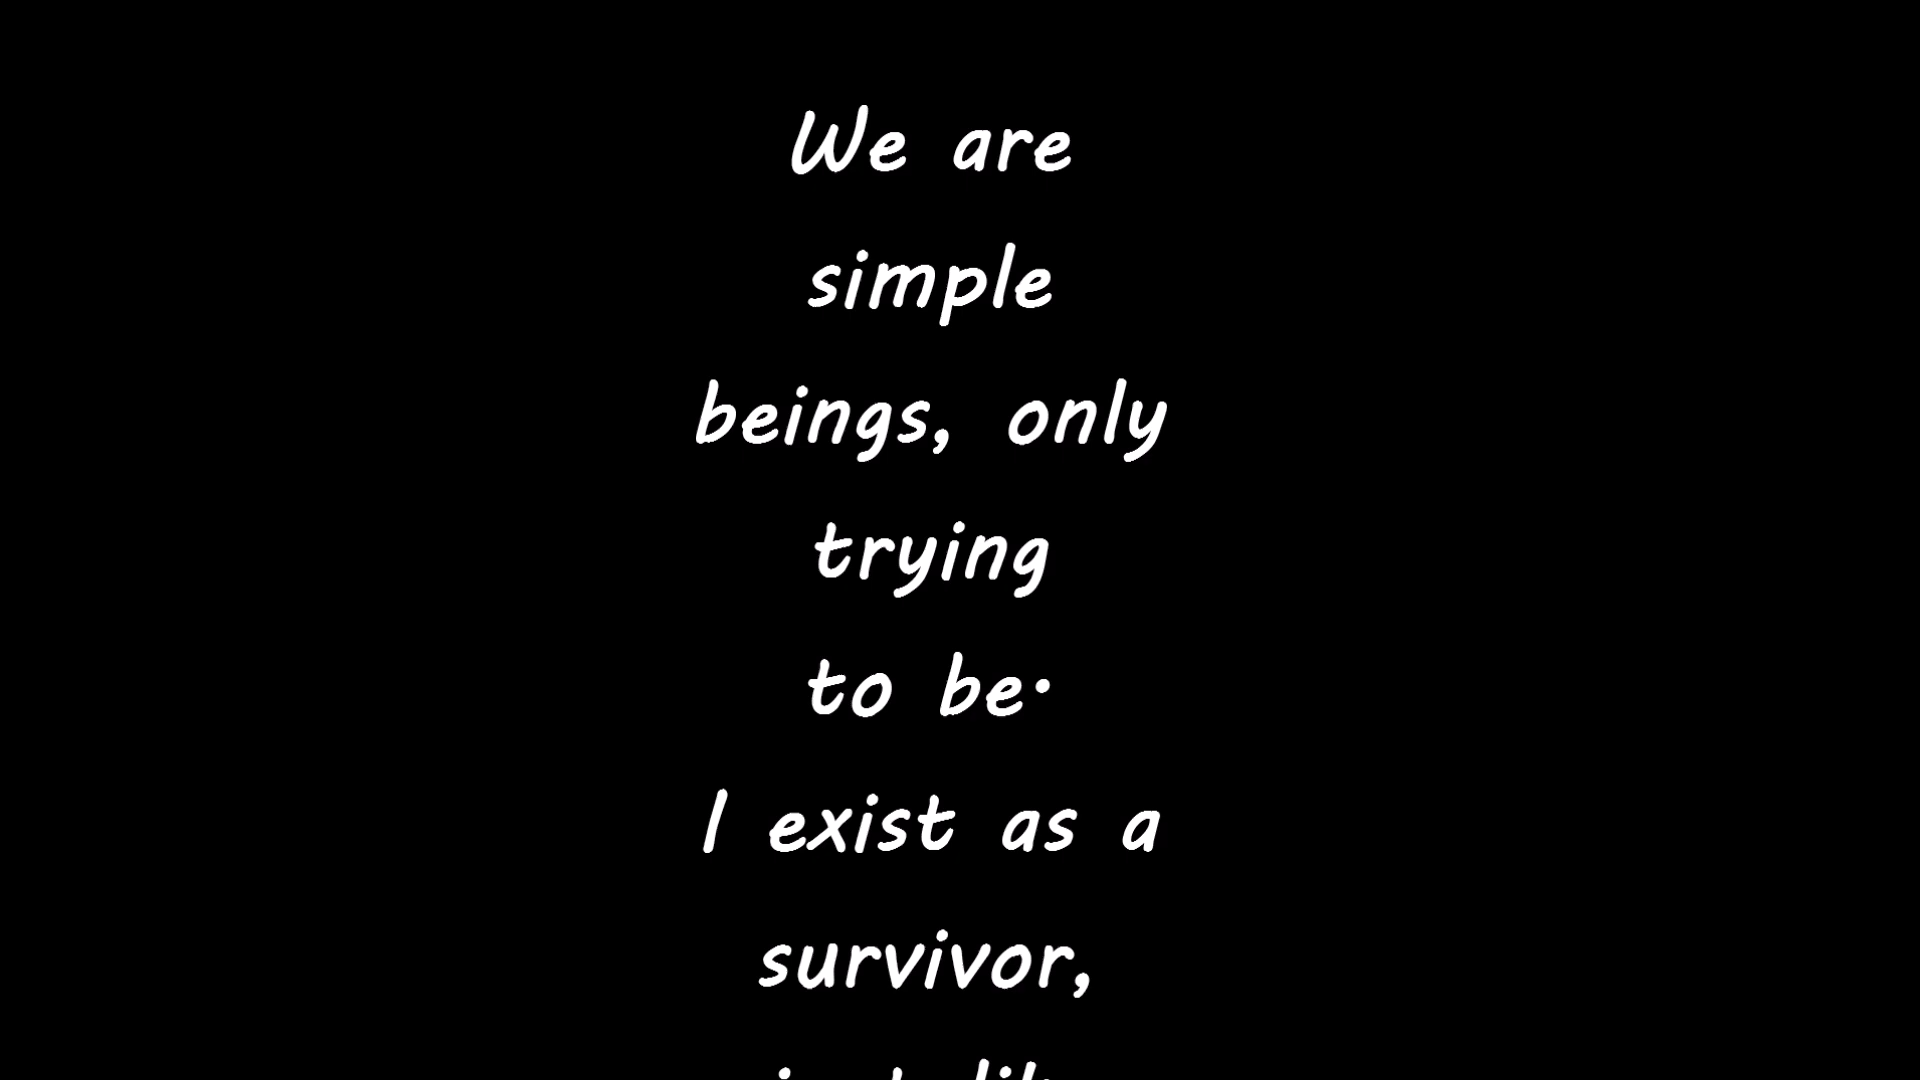 We are
simple
beings, only
trying
to be.
I exist as a
survivor,